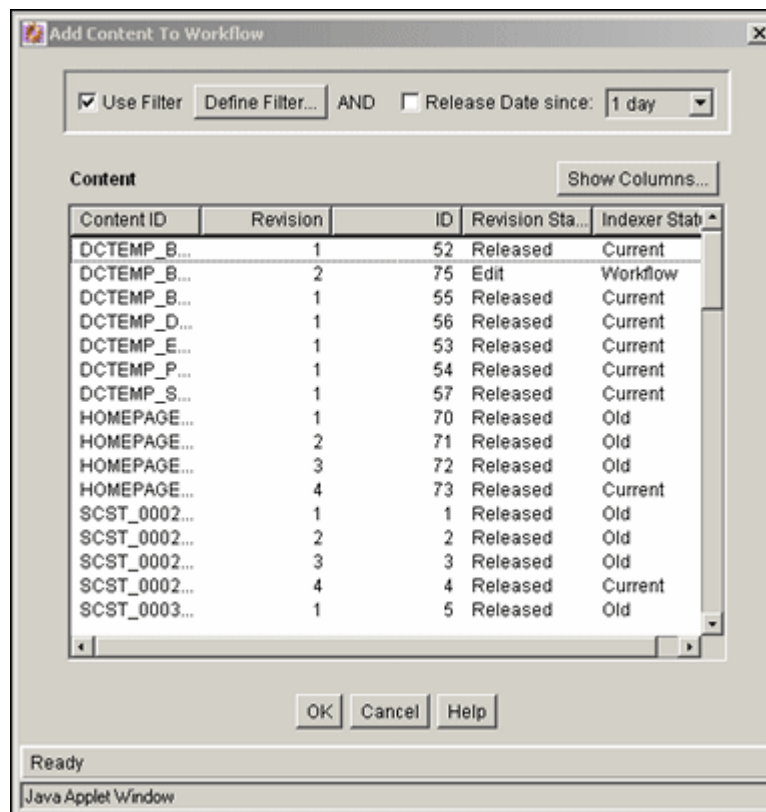 Add Content To Workflow
Use Filter Define Filter... AND Release Date since: 1 day
Content Show Columns...
Content ID Revision ID Revision Sta... Indexer Stat
DCTEMP_B... 1 52 Released Current
DCTEMP_B... 2 75 Edit Workflow
DCTEMP_B... 1 55 Released Current
DCTEMP_D... 1 56 Released Current
DCTEMP_E... 1 53 Released Current
DCTEMP_P... 1 54 Released Current
DCTEMP_S... 1 57 Released Current
HOMEPAGE... 1 70 Released Old
HOMEPAGE... 2 71 Released Old
HOMEPAGE... 3 72 Released Old
HOMEPAGE... 4 73 Released Current
SCST_0002... 1 1 Released Old
SCST_0002... 2 2 Released Old
SCST_0002... 3 3 Released Old
SCST_0002... 4 4 Released Current
SCST_0003... 1 5 Released Old
OK Cancel Help
Ready
Java Applet Window